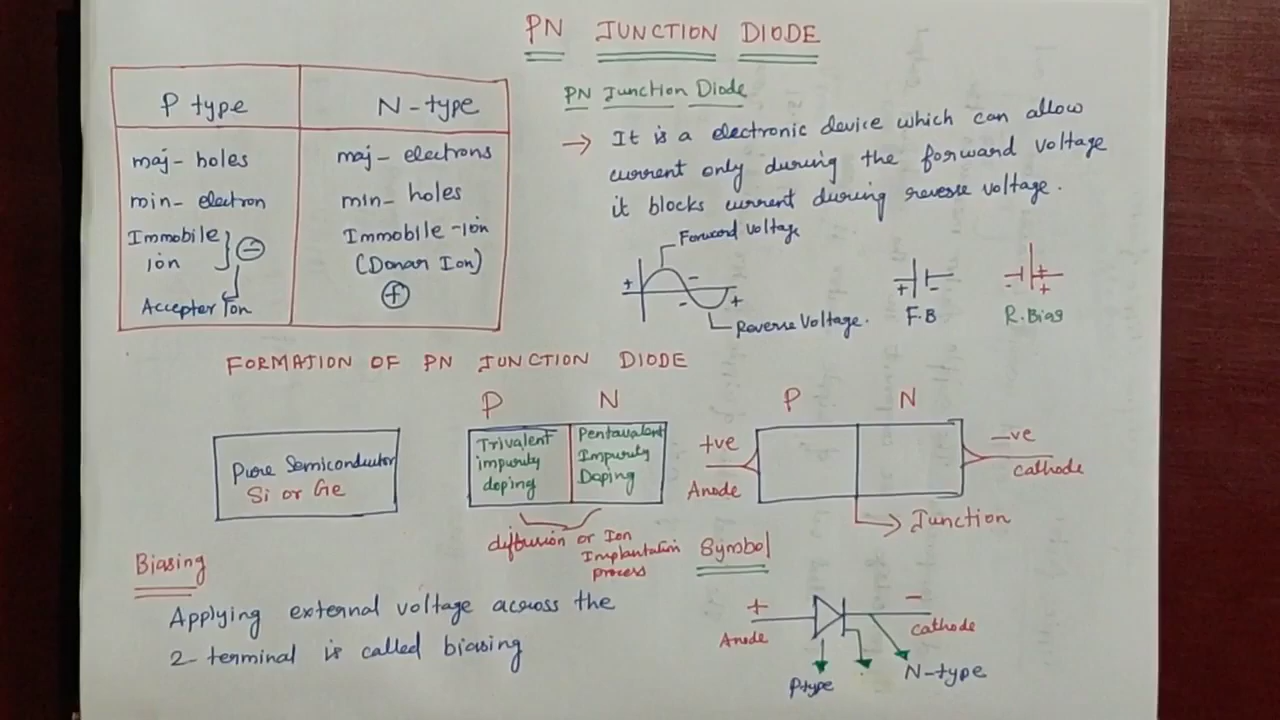 PN JUNCTION DIODE
P type
N-type
maj- holes
maj- electrons
min- electron
min- holes
Immobile
ion
−
Accepter Ion
Immobile -ion
(Donar Ion)
+
PN Junction Diode
→ It is a electronic device which can allow
current only during the forward voltage
it blocks current during reverse voltage.
Forward voltage
+ −
− +
Reverse Voltage.
+ −
F.B
- +
+
R.Bias
FORMATION OF PN JUNCTION DIODE
Pure Semiconductor
Si or Ge
P N
Trivalent
impurity
doping
Pentavalent
Impurity
Doping
diffusion or Ion
Implantation
process
P N
+ve
Anode
-ve
cathode
Junction
Biasing
Applying external voltage across the
2- terminal is called biasing
Symbol
+ −
Anode
cathode
P-type
N-type